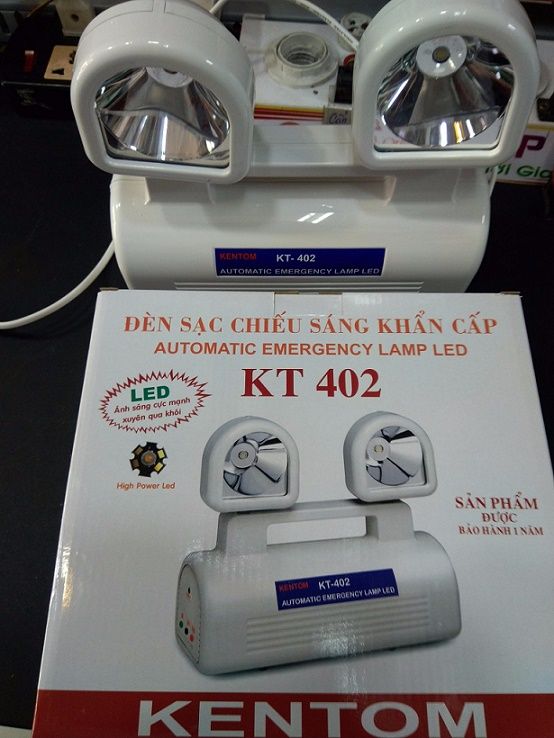 KENTOM KT- 402
AUTOMATIC EMERGENCY LAMP LED
ĐÈN SẠC CHIẾU SÁNG KHẨN CẤP
AUTOMATIC EMERGENCY LAMP LED
KT 402
LED
Ánh sáng cực mạnh
xuyên qua khói
High Power Led
SẢN PHẨM
ĐƯỢC
BẢO HÀNH 1 NĂM
KENTOM KT-402
AUTOMATIC EMERGENCY LAMP LED
KENTOM